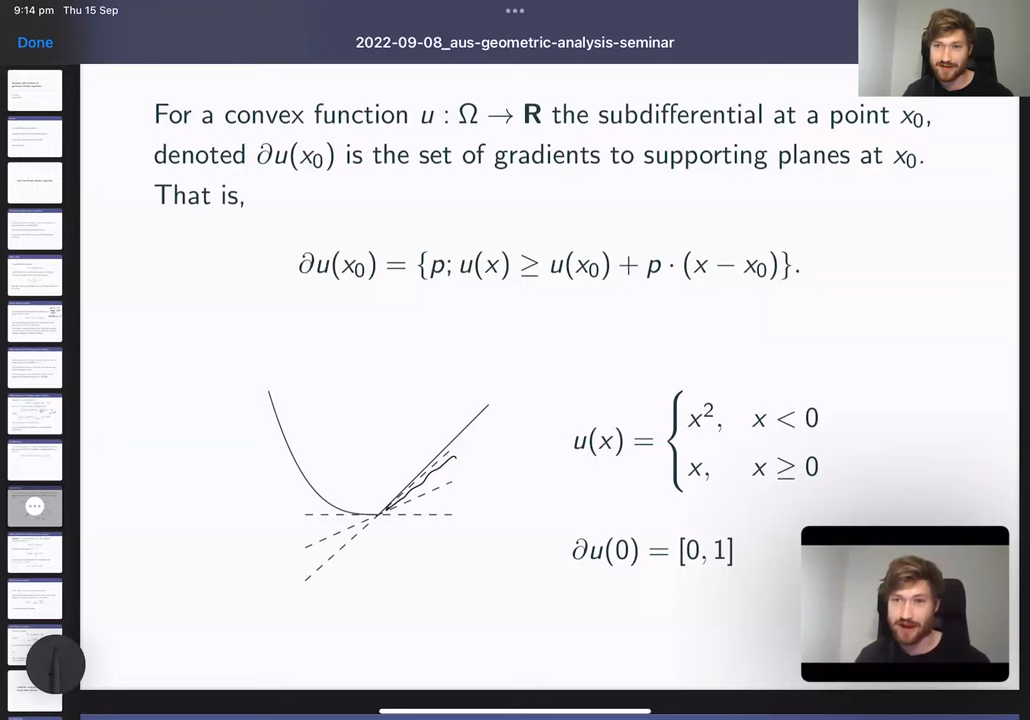 9:14 pm Thu 15 Sep
Done
2022-09-08_aus-geometric-analysis-seminar
For a convex function u : Ω → R the subdifferential at a point x₀,
denoted ∂u(x₀) is the set of gradients to supporting planes at x₀.
That is,
∂u(x₀) = {p; u(x) ≥ u(x₀) + p · (x − x₀)}.
u(x) = { x², x < 0
x, x ≥ 0
∂u(0) = [0, 1]